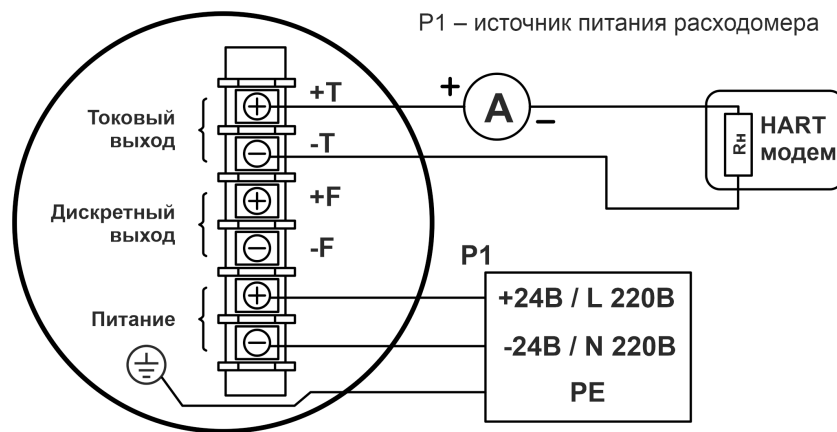 P1 – источник питания расходомера
Токовый
выход
+T
-T
+
A
–
Rн
HART
модем
Дискретный
выход
+F
-F
P1
Питание
+24В / L 220В
-24В / N 220В
PE